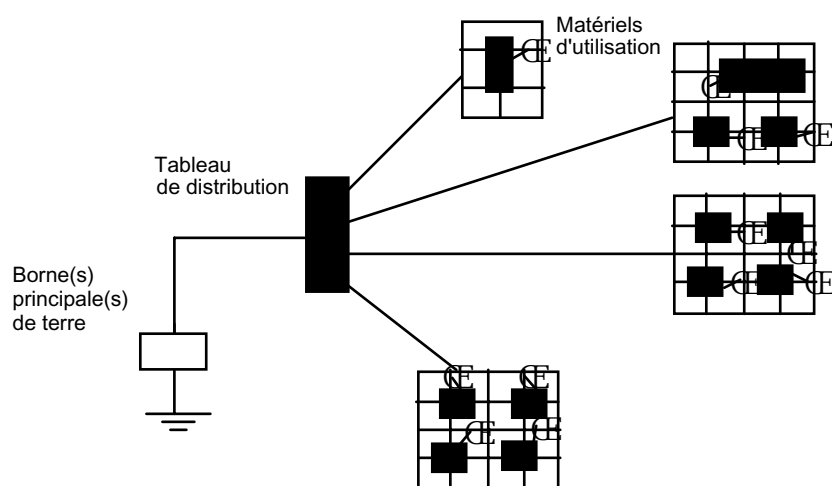 Matériels
d'utilisation
Œ
Œ
Œ
Œ
Tableau
de distribution
Œ
Œ
Œ
Œ
Borne(s)
principale(s)
de terre
Œ
Œ
Œ
Œ